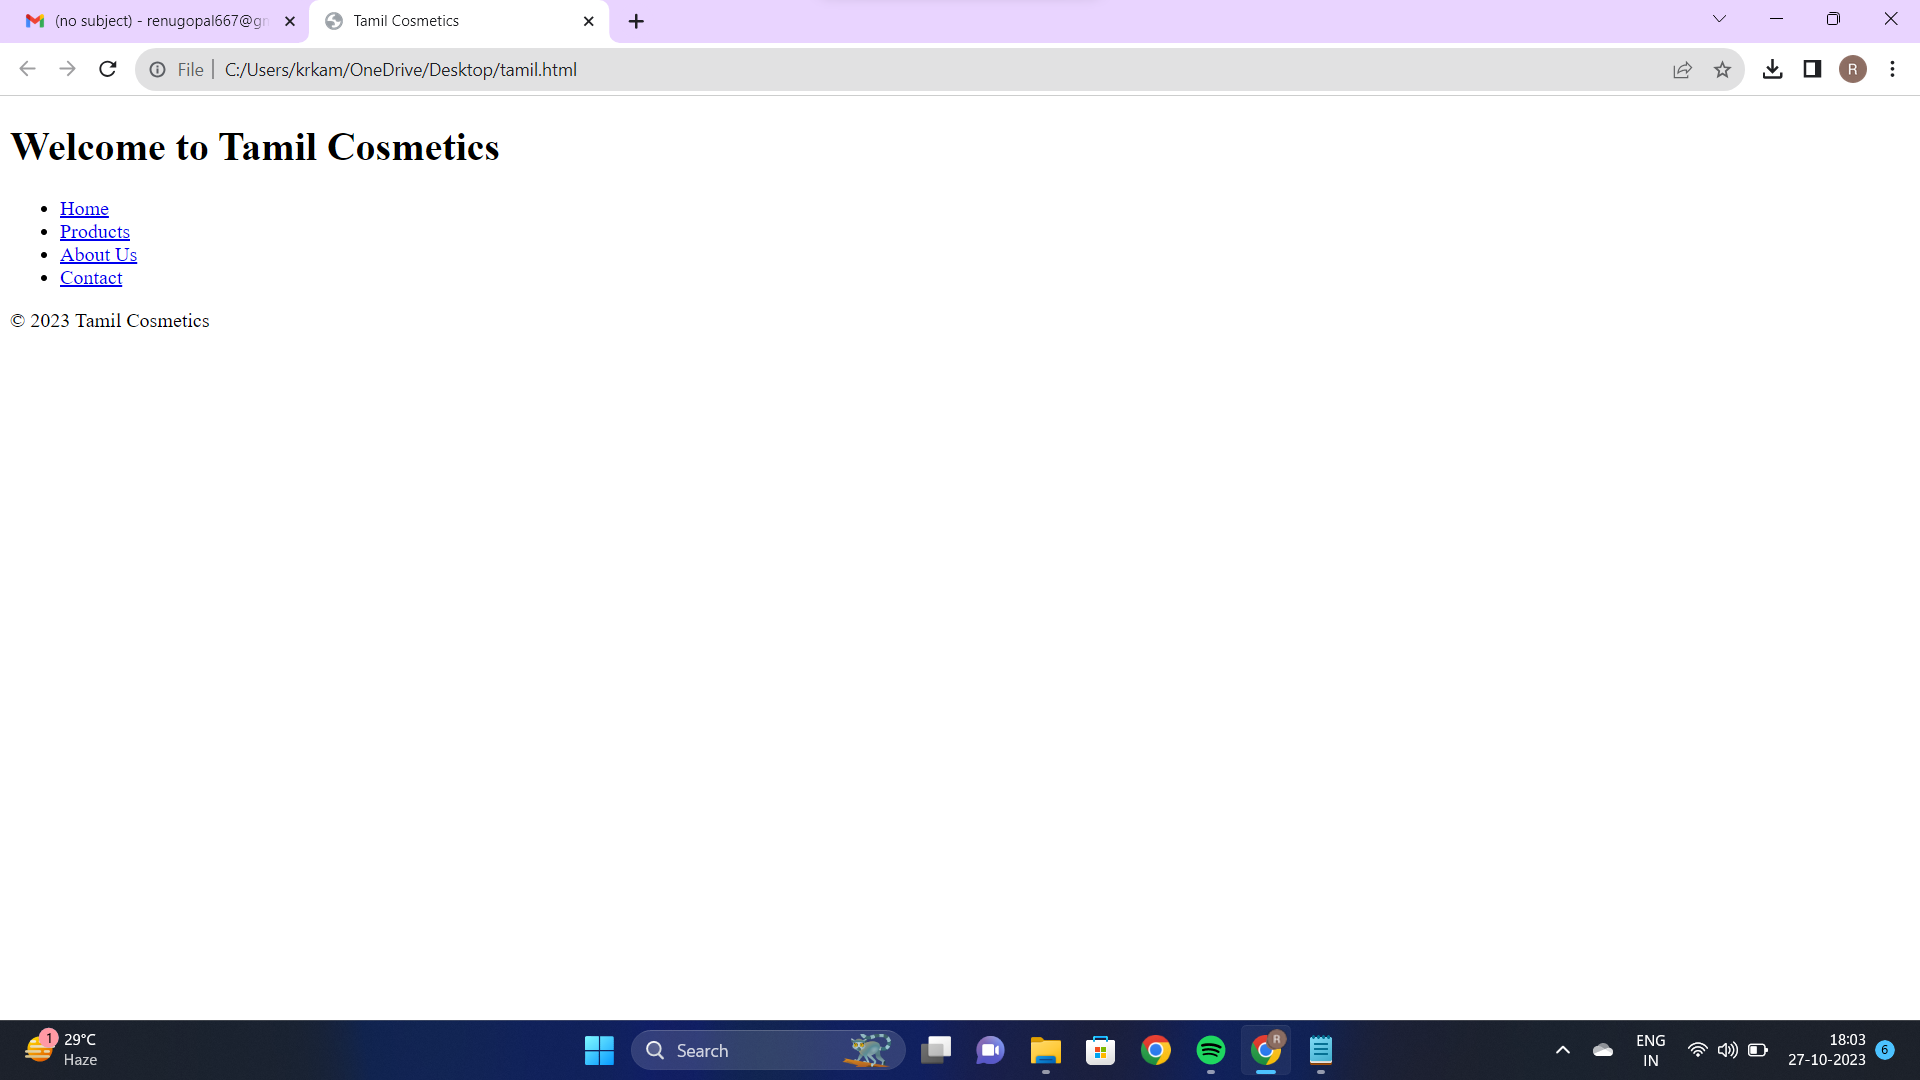 (no subject) - renugopal667@gm
Tamil Cosmetics
File
C:/Users/krkam/OneDrive/Desktop/tamil.html
R
Welcome to Tamil Cosmetics
Home
Products
About Us
Contact
© 2023 Tamil Cosmetics
1
29°C
Haze
Search
R
ENG
IN
18:03
27-10-2023
6